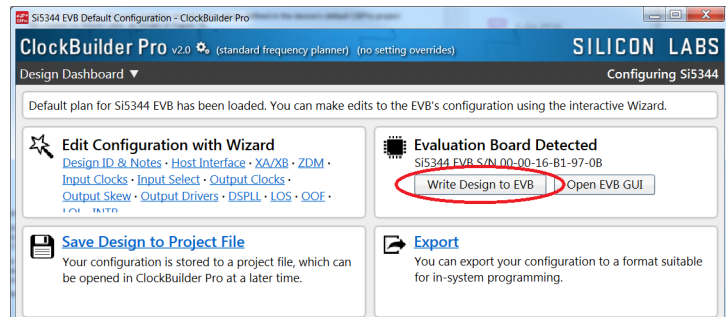 Si5344 EVB Default Configuration - ClockBuilder Pro
ClockBuilder Pro v2.0 (standard frequency planner) (no setting overrides) SILICON LABS
Design Dashboard ▼ Configuring Si5344
Default plan for Si5344 EVB has been loaded. You can make edits to the EVB's configuration using the interactive Wizard.
Edit Configuration with Wizard
Design ID & Notes · Host Interface · XA/XB · ZDM ·
Input Clocks · Input Select · Output Clocks ·
Output Skew · Output Drivers · DSPLL · LOS · OOF ·
LOL · INTR
Evaluation Board Detected
Si5344 EVB S/N 00-00-16-B1-97-0B
Write Design to EVB Open EVB GUI
Save Design to Project File
Your configuration is stored to a project file, which can
be opened in ClockBuilder Pro at a later time.
Export
You can export your configuration to a format suitable
for in-system programming.